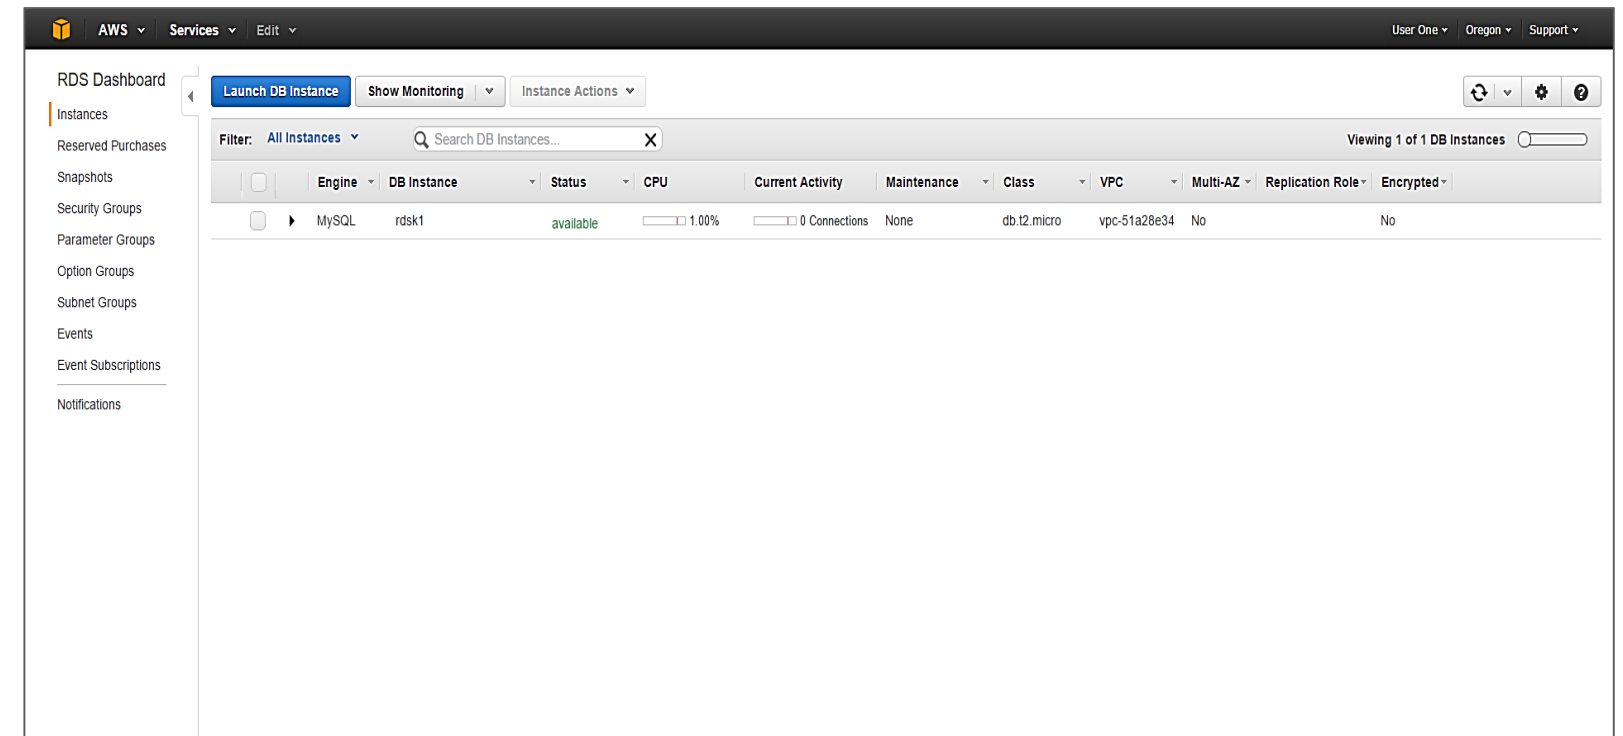 AWS Services Edit User One Oregon Support
RDS Dashboard
Instances
Reserved Purchases
Snapshots
Security Groups
Parameter Groups
Option Groups
Subnet Groups
Events
Event Subscriptions
Notifications
Launch DB Instance Show Monitoring Instance Actions
Filter: All Instances Search DB Instances... X Viewing 1 of 1 DB Instances
Engine DB Instance Status CPU Current Activity Maintenance Class VPC Multi-AZ Replication Role Encrypted
MySQL rdsk1 available 1.00% 0 Connections None db.t2.micro vpc-51a28e34 No No